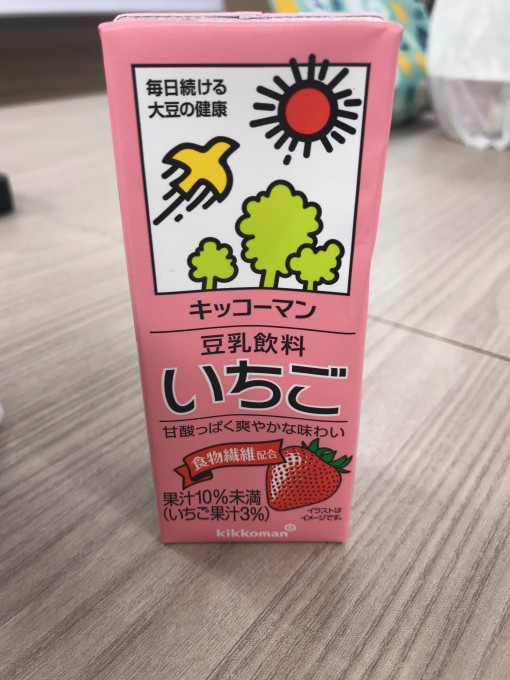 毎日続ける
大豆の健康
キッコーマン
豆乳飲料
いちご
甘酸っぱく爽やかな味わい
食物繊維配合
果汁10%未満
(いちご果汁3%)
イラストは
イメージです。
kikkoman